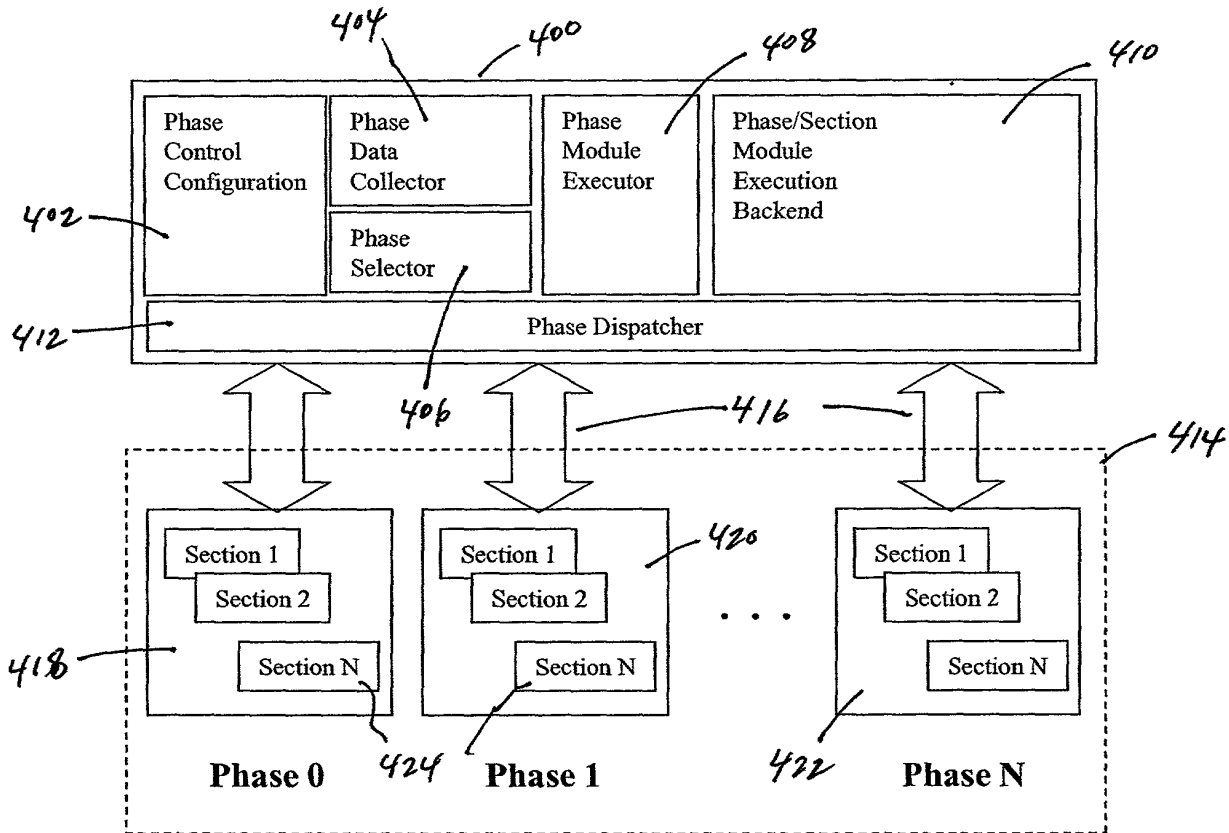 404
400
408
410
Phase
Control
Configuration
Phase
Data
Collector
Phase
Module
Executor
Phase/Section
Module
Execution
Backend
402
Phase
Selector
412
Phase Dispatcher
406
416
414
Section 1
Section 2
Section N
418
Section 1
Section 2
Section N
420
. . .
Section 1
Section 2
Section N
Phase 0
424
Phase 1
422
Phase N